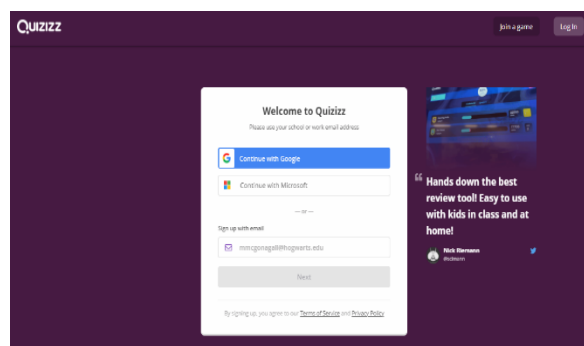 Quizizz
Join a game
Log In
Welcome to Quizizz
Please use your school or work email address
Continue with Google
Continue with Microsoft
— or —
Sign up with email
mmcgonagall@hogwarts.edu
Next
By signing up, you agree to our Terms of Service and Privacy Policy
“ Hands down the best
review tool! Easy to use
with kids in class and at
home!
Nick Riemann